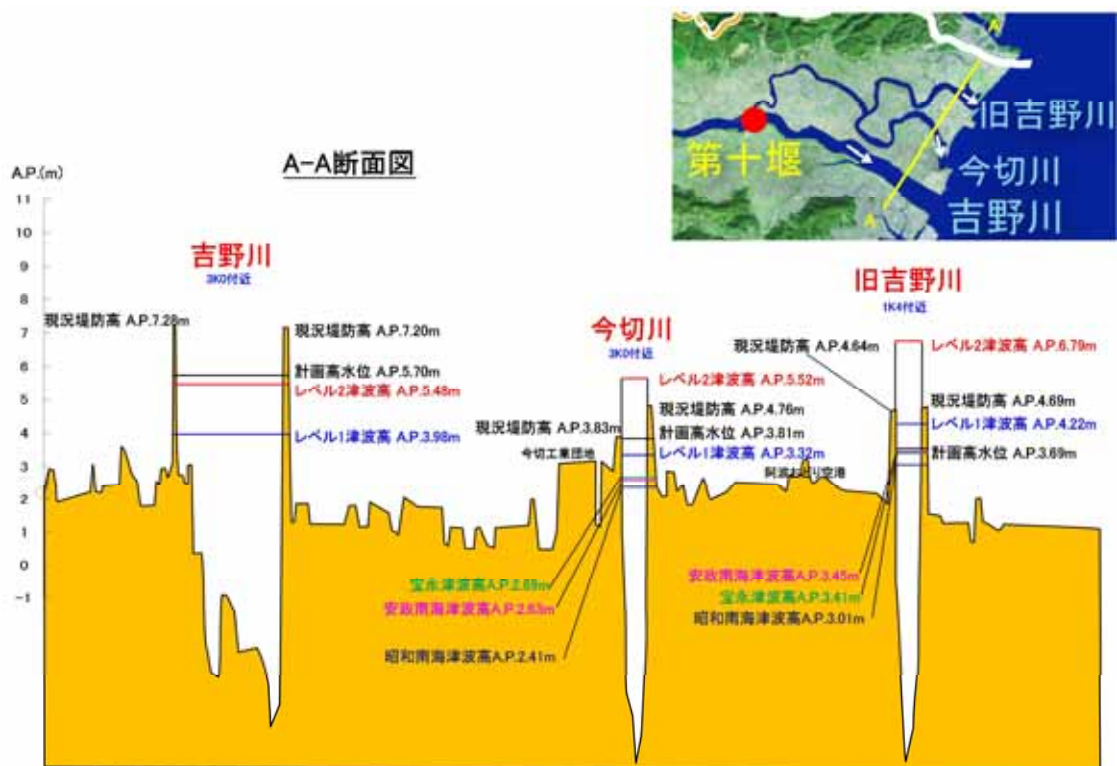 A
旧吉野川
第十堰
今切川
吉野川
A
A-A断面図
A.P.(m)
11
10
9
8
7
6
5
4
3
2
1
0
-1
吉野川
3K0付近
現況堤防高 A.P.7.28m
現況堤防高 A.P.7.20m
計画高水位 A.P.5.70m
レベル2津波高 A.P.5.48m
レベル1津波高 A.P.3.98m
今切川
3K0付近
レベル2津波高 A.P.5.52m
現況堤防高 A.P.4.76m
現況堤防高 A.P.3.83m
計画高水位 A.P.3.81m
今切工業団地
レベル1津波高 A.P.3.32m
宝永津波高A.P.2.69m
安政南海津波高A.P.2.63m
昭和南海津波高A.P.2.41m
旧吉野川
1K4付近
現況堤防高 A.P.4.64m
レベル2津波高 A.P.6.79m
現況堤防高 A.P.4.69m
レベル1津波高 A.P.4.22m
計画高水位 A.P.3.69m
阿波おどり空港
安政南海津波高A.P.3.45m
宝永津波高A.P.3.41m
昭和南海津波高A.P.3.01m